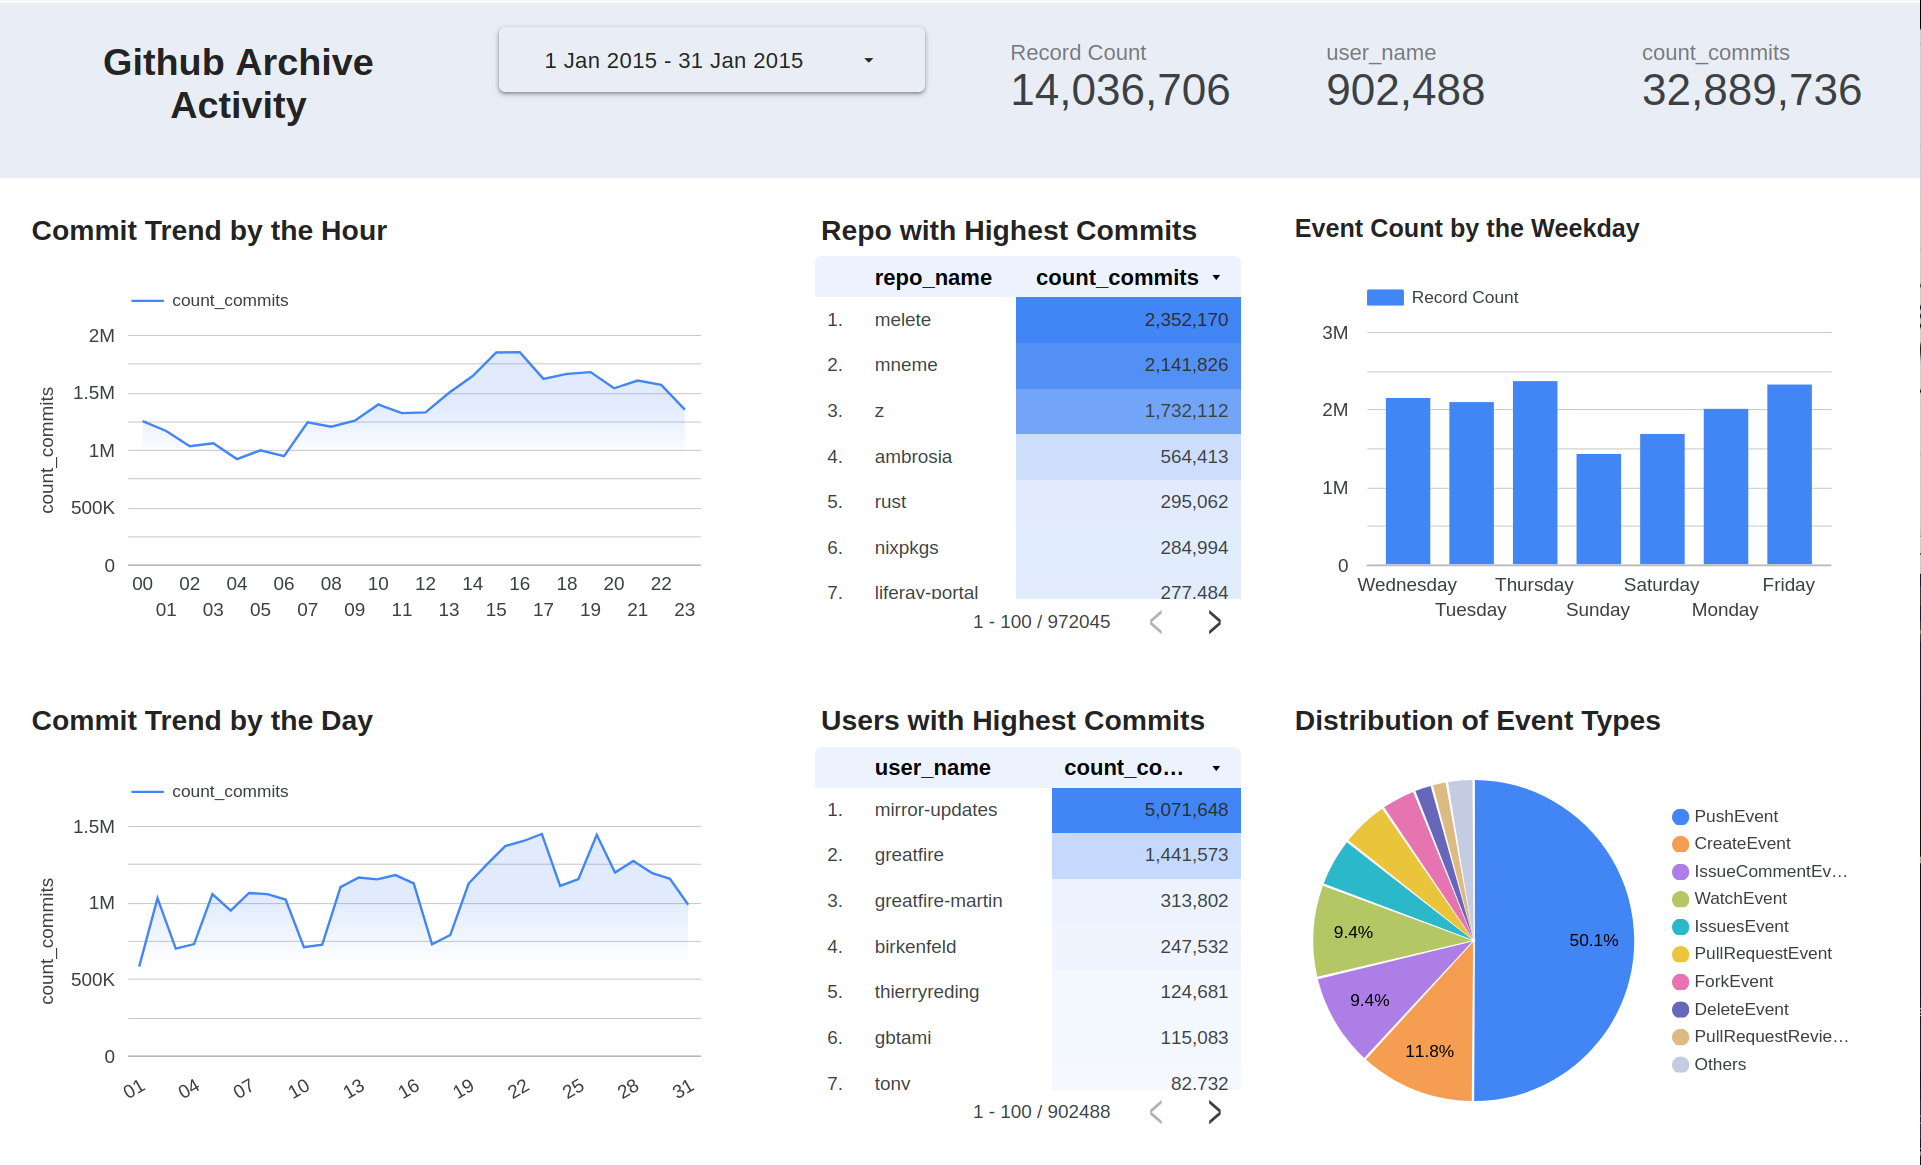 Github Archive
Activity
1 Jan 2015 - 31 Jan 2015
Record Count
14,036,706
user_name
902,488
count_commits
32,889,736
Commit Trend by the Hour
count_commits
count_commits
2M
1.5M
1M
500K
0
00 02 04 06 08 10 12 14 16 18 20 22
01 03 05 07 09 11 13 15 17 19 21 23
Repo with Highest Commits
repo_name count_commits
1. melete 2,352,170
2. mneme 2,141,826
3. z 1,732,112
4. ambrosia 564,413
5. rust 295,062
6. nixpkgs 284,994
7. liferay-portal 277,484
1 - 100 / 972045
Event Count by the Weekday
Record Count
3M
2M
1M
0
Wednesday Thursday Saturday Friday
Tuesday Sunday Monday
Commit Trend by the Day
count_commits
count_commits
1.5M
1M
500K
0
01 04 07 10 13 16 19 22 25 28 31
Users with Highest Commits
user_name count_co…
1. mirror-updates 5,071,648
2. greatfire 1,441,573
3. greatfire-martin 313,802
4. birkenfeld 247,532
5. thierryreding 124,681
6. gbtami 115,083
7. tony 82,732
1 - 100 / 902488
Distribution of Event Types
50.1%
11.8%
9.4%
9.4%
PushEvent
CreateEvent
IssueCommentEv…
WatchEvent
IssuesEvent
PullRequestEvent
ForkEvent
DeleteEvent
PullRequestRevie…
Others